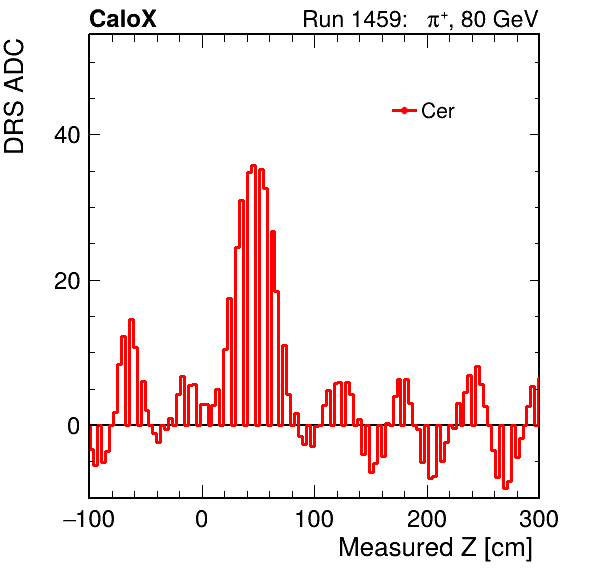 CaloX Run 1459: π⁺, 80 GeV
DRS ADC
Cer
40
20
0
−100 0 100 200 300
Measured Z [cm]